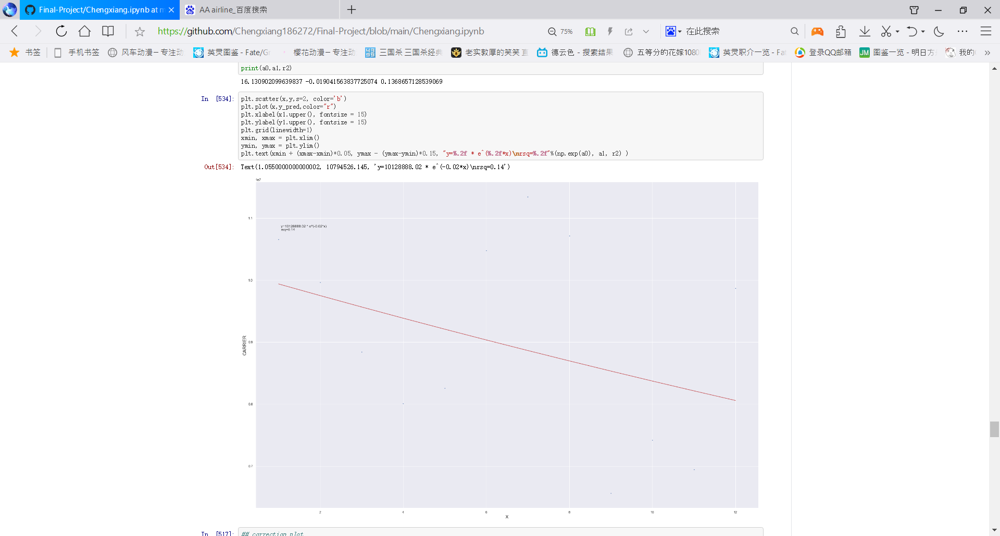 Final-Project/Chengxiang.ipynb at m
AA airline_百度搜索
https://github.com/Chengxiang186272/Final-Project/blob/main/Chengxiang.ipynb
75%
在此搜索
书签
手机书签
风车动漫 – 专注动
英灵图鉴 - Fate/G
樱花动漫 – 专注动
三国杀 三国杀经典
老实敦厚的笑笑 直
德云色 - 搜索结果
五等分的花嫁1080
英灵职介一览 - Fat
登录QQ邮箱
JM
图鉴一览 - 明日方
我的
print(a0,a1,r2)
16.130902099639837 -0.019041563837725074 0.1368657128539069
In [534]:
plt.scatter(x,y,s=2, color='b')
plt.plot(x,y_pred,color="r")
plt.xlabel(x1.upper(), fontsize = 15)
plt.ylabel(y1.upper(), fontsize = 15)
plt.grid(linewidth=1)
xmin, xmax = plt.xlim()
ymin, ymax = plt.ylim()
plt.text(xmin + (xmax-xmin)*0.05, ymax - (ymax-ymin)*0.15, "y=%.2f * e^(%.2f*x)\nrsq=%.2f"%(np.exp(a0), a1, r2) )
Out[534]:
Text(1.0550000000000002, 10794526.145, 'y=10128888.02 * e^(-0.02*x)\nrsq=0.14')
1e7
1.1
y=10128888.02 * e^(-0.02*x)
rsq=0.14
1.0
0.9
CARRIER
0.8
0.7
2
4
6
8
10
12
X
In [517]:
## correction plot